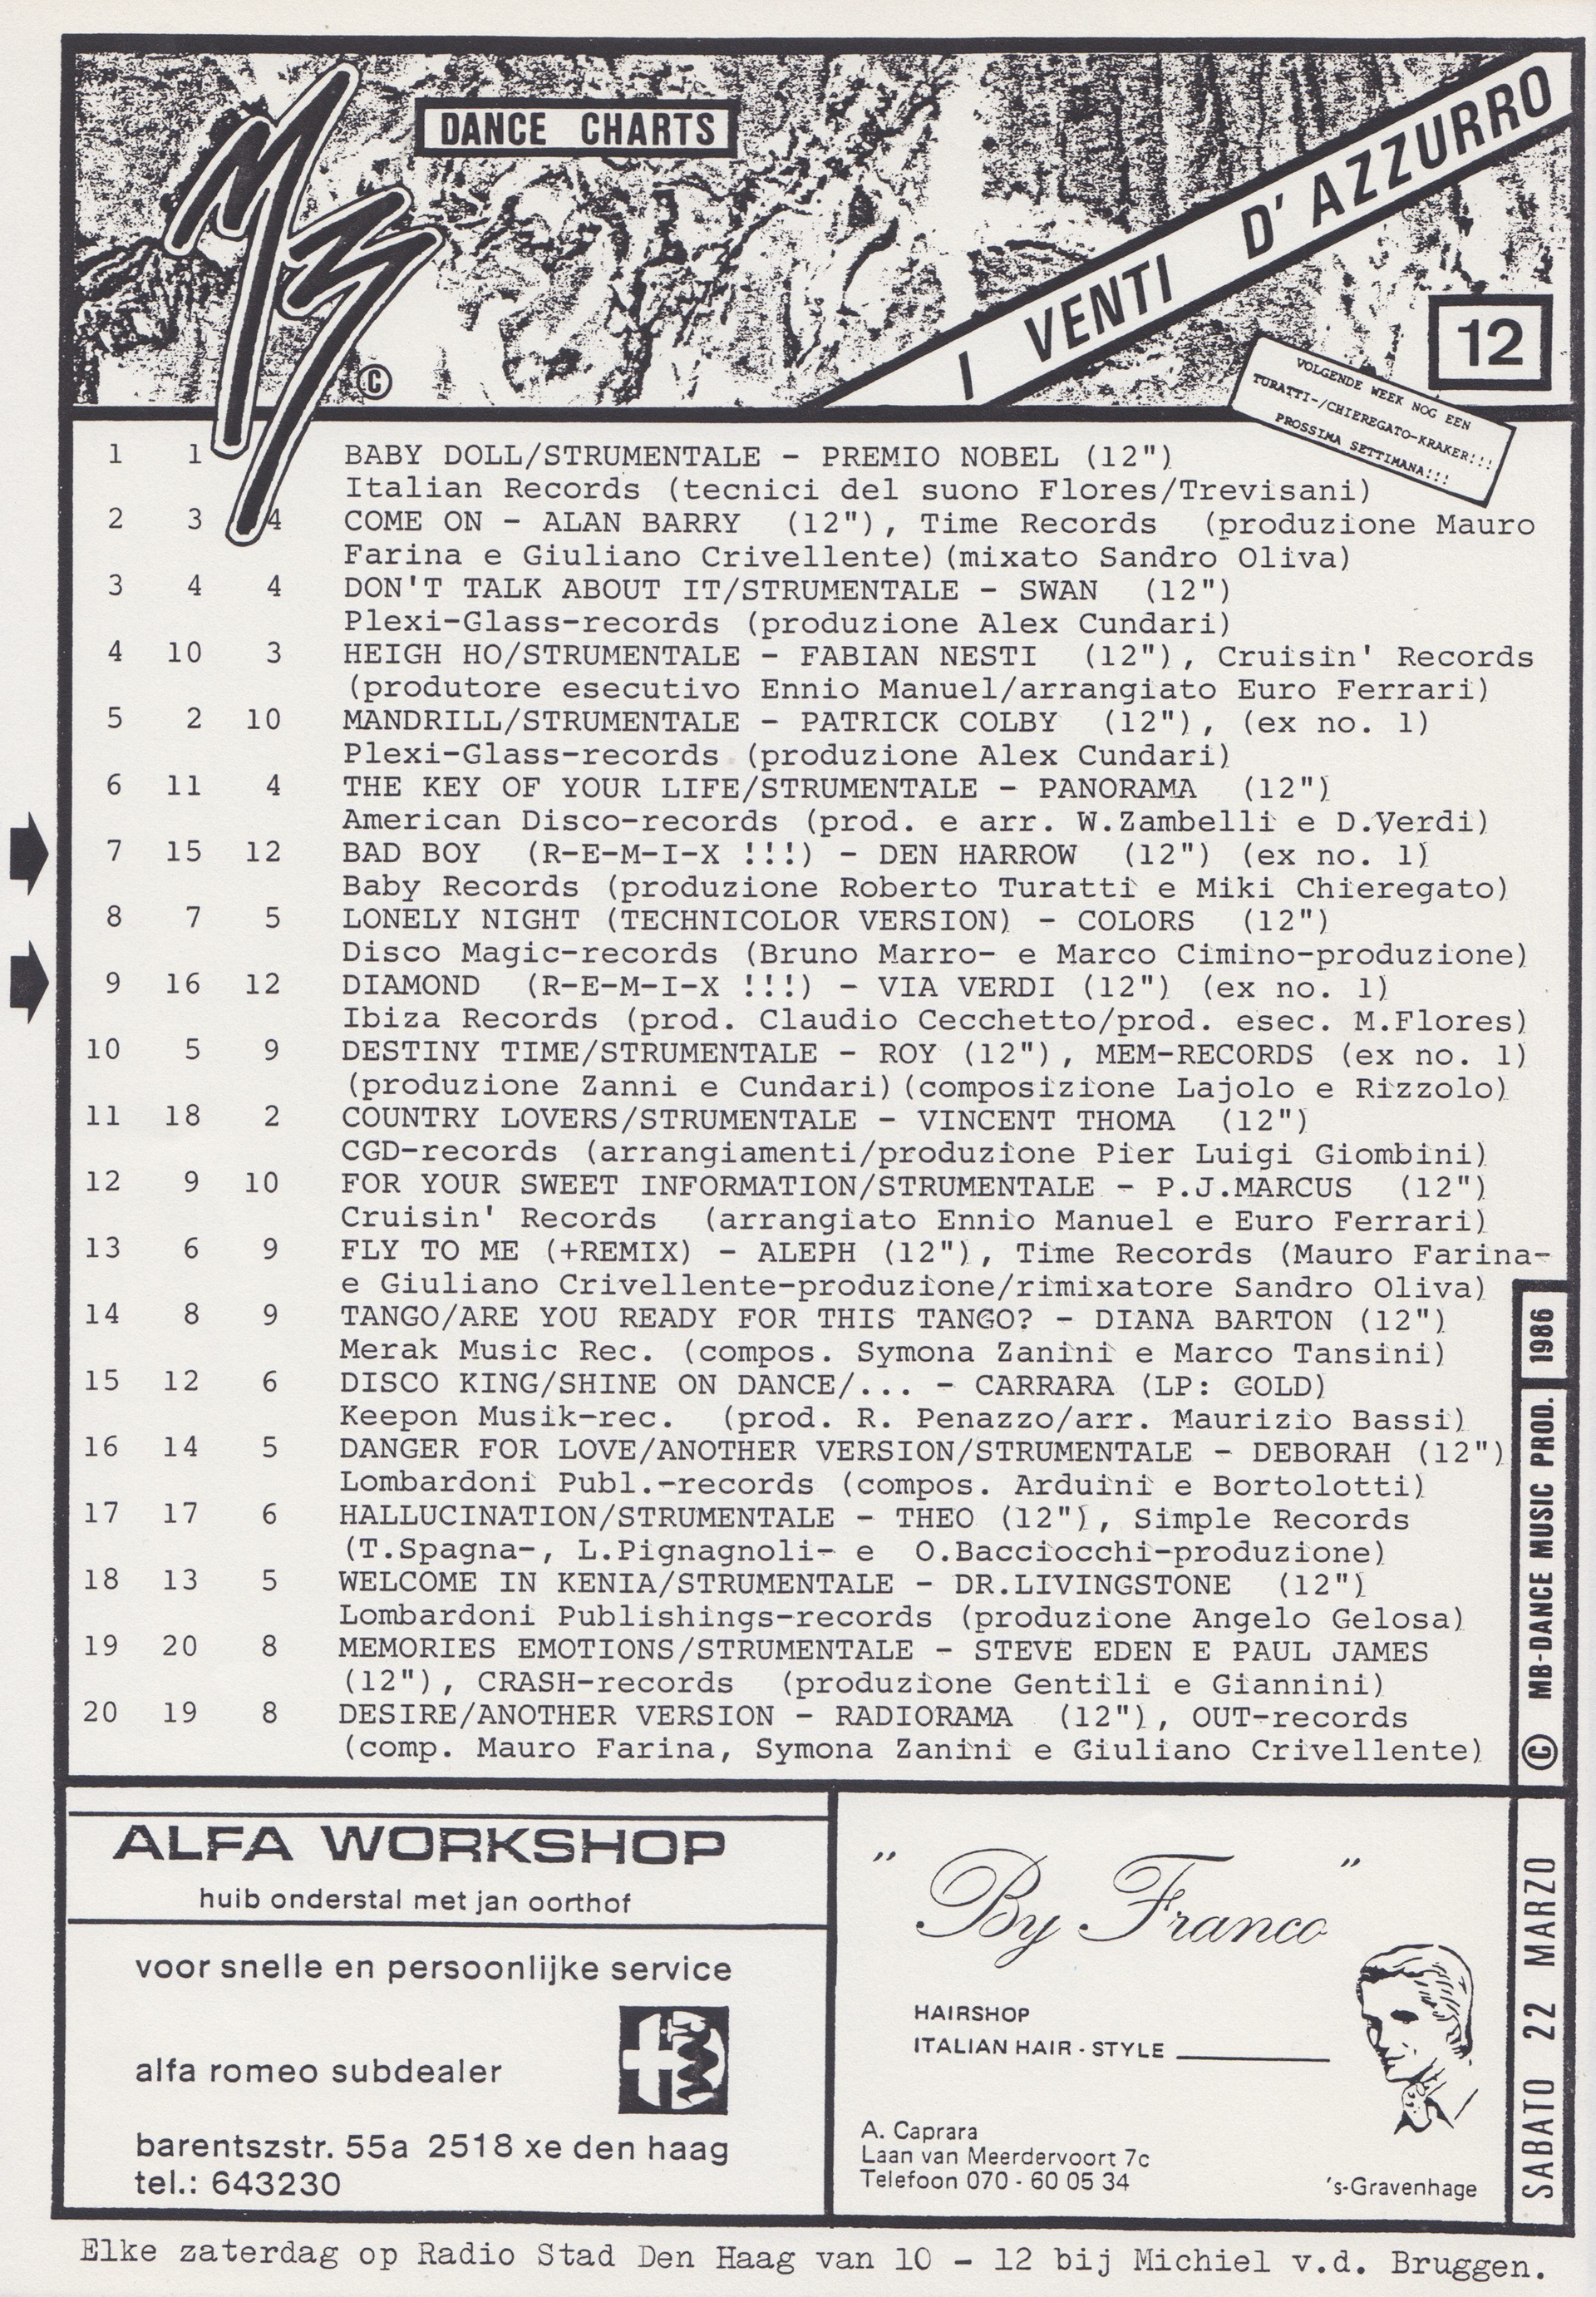 DANCE CHARTS
I VENTI D'AZZURRO
©
12
VOLGENDE WEEK NOG EEN
TURATTI-/CHIEREGATO-KRAKER!!!
PROSSIMA SETTIMANA!!!
1 1 BABY DOLL/STRUMENTALE - PREMIO NOBEL (12")
Italian Records (tecnici del suono Flores/Trevisani)
2 3 4 COME ON - ALAN BARRY (12"), Time Records (produzione Mauro
Farina e Giuliano Crivellente)(mixato Sandro Oliva)
3 4 4 DON'T TALK ABOUT IT/STRUMENTALE - SWAN (12")
Plexi-Glass-records (produzione Alex Cundari)
4 10 3 HEIGH HO/STRUMENTALE - FABIAN NESTI (12"), Cruisin' Records
(produtore esecutivo Ennio Manuel/arrangiato Euro Ferrari)
5 2 10 MANDRILL/STRUMENTALE - PATRICK COLBY (12"), (ex no. 1)
Plexi-Glass-records (produzione Alex Cundari)
6 11 4 THE KEY OF YOUR LIFE/STRUMENTALE - PANORAMA (12")
American Disco-records (prod. e arr. W.Zambelli e D.Verdi)
7 15 12 BAD BOY (R-E-M-I-X !!!) - DEN HARROW (12") (ex no. 1)
Baby Records (produzione Roberto Turatti e Miki Chieregato)
8 7 5 LONELY NIGHT (TECHNICOLOR VERSION) - COLORS (12")
Disco Magic-records (Bruno Marro- e Marco Cimino-produzione)
9 16 12 DIAMOND (R-E-M-I-X !!!) - VIA VERDI (12") (ex no. 1)
Ibiza Records (prod. Claudio Cecchetto/prod. esec. M.Flores)
10 5 9 DESTINY TIME/STRUMENTALE - ROY (12"), MEM-RECORDS (ex no. 1)
(produzione Zanni e Cundari)(composizione Lajolo e Rizzolo)
11 18 2 COUNTRY LOVERS/STRUMENTALE - VINCENT THOMA (12")
CGD-records (arrangiamenti/produzione Pier Luigi Giombini)
12 9 10 FOR YOUR SWEET INFORMATION/STRUMENTALE - P.J.MARCUS (12")
Cruisin' Records (arrangiato Ennio Manuel e Euro Ferrari)
13 6 9 FLY TO ME (+REMIX) - ALEPH (12"), Time Records (Mauro Farina-
e Giuliano Crivellente-produzione/rimixatore Sandro Oliva)
14 8 9 TANGO/ARE YOU READY FOR THIS TANGO? - DIANA BARTON (12")
Merak Music Rec. (compos. Symona Zanini e Marco Tansini)
15 12 6 DISCO KING/SHINE ON DANCE/... - CARRARA (LP: GOLD)
Keepon Musik-rec. (prod. R. Penazzo/arr. Maurizio Bassi)
16 14 5 DANGER FOR LOVE/ANOTHER VERSION/STRUMENTALE - DEBORAH (12")
Lombardoni Publ.-records (compos. Arduini e Bortolotti)
17 17 6 HALLUCINATION/STRUMENTALE - THEO (12"), Simple Records
(T.Spagna-, L.Pignagnoli- e O.Bacciocchi-produzione)
18 13 5 WELCOME IN KENIA/STRUMENTALE - DR.LIVINGSTONE (12")
Lombardoni Publishings-records (produzione Angelo Gelosa)
19 20 8 MEMORIES EMOTIONS/STRUMENTALE - STEVE EDEN E PAUL JAMES
(12"), CRASH-records (produzione Gentili e Giannini)
20 19 8 DESIRE/ANOTHER VERSION - RADIORAMA (12"), OUT-records
(comp. Mauro Farina, Symona Zanini e Giuliano Crivellente)
© MB-DANCE MUSIC PROD. 1986
SABATO 22 MARZO
ALFA WORKSHOP
huib onderstal met jan oorthof
voor snelle en persoonlijke service
alfa romeo subdealer
barentszstr. 55a 2518 xe den haag
tel.: 643230
"By Franco"
HAIRSHOP
ITALIAN HAIR - STYLE
A. Caprara
Laan van Meerdervoort 7c
Telefoon 070 - 60 05 34
's-Gravenhage
Elke zaterdag op Radio Stad Den Haag van 10 - 12 bij Michiel v.d. Bruggen.